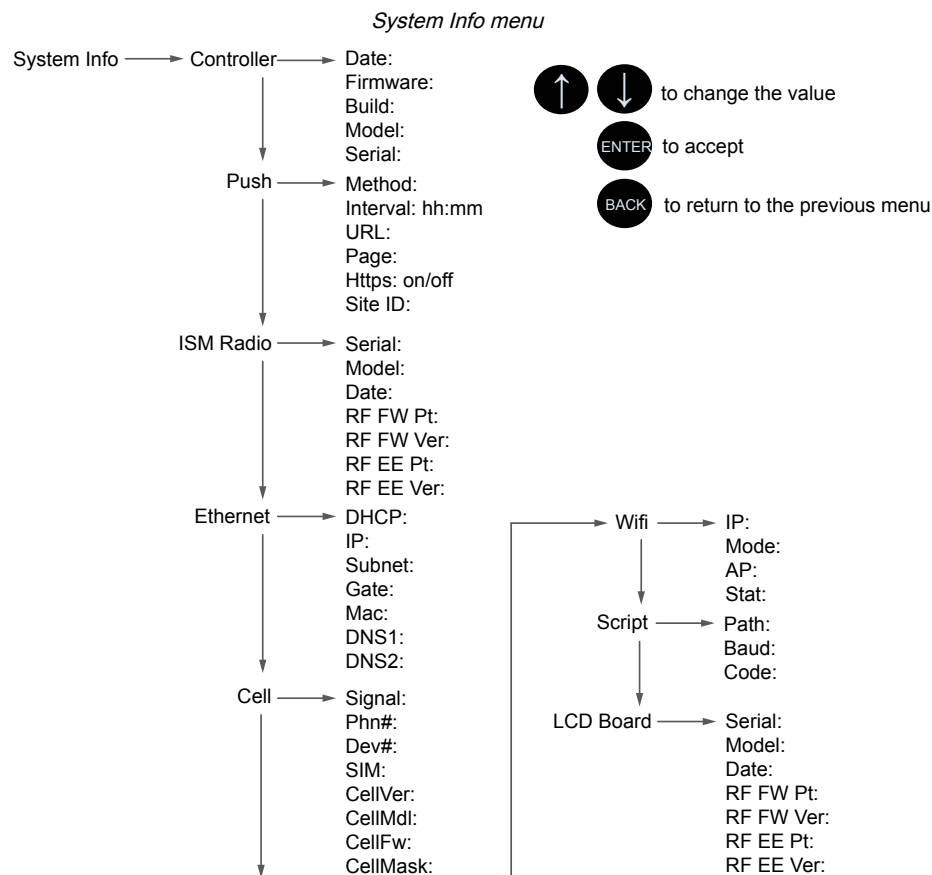 System Info menu
System Info
Controller
Date:
Firmware:
Build:
Model:
Serial:
to change the value
ENTER to accept
BACK to return to the previous menu
Push
Method:
Interval: hh:mm
URL:
Page:
Https: on/off
Site ID:
ISM Radio
Serial:
Model:
Date:
RF FW Pt:
RF FW Ver:
RF EE Pt:
RF EE Ver:
Ethernet
DHCP:
IP:
Subnet:
Gate:
Mac:
DNS1:
DNS2:
Cell
Signal:
Phn#:
Dev#:
SIM:
CellVer:
CellMdl:
CellFw:
CellMask:
Wifi
IP:
Mode:
AP:
Stat:
Script
Path:
Baud:
Code:
LCD Board
Serial:
Model:
Date:
RF FW Pt:
RF FW Ver:
RF EE Pt:
RF EE Ver: